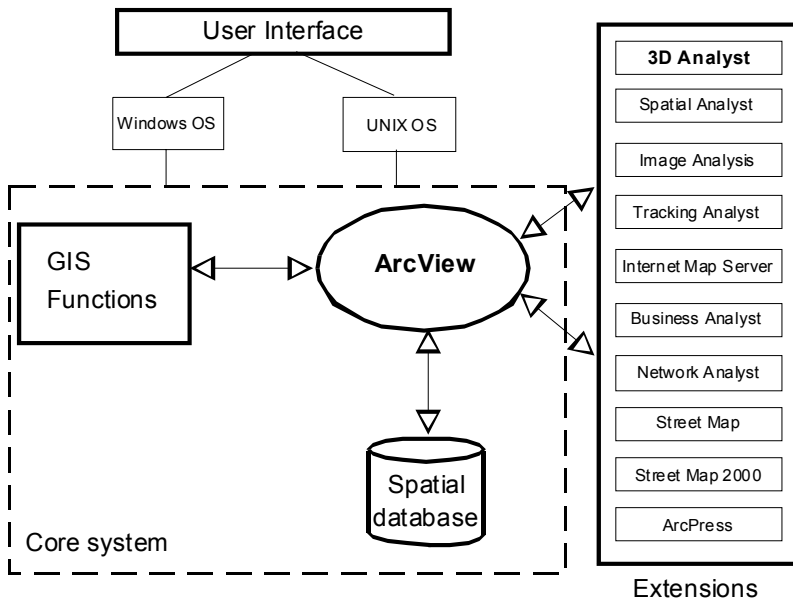 User Interface
Windows OS
UNIX OS
GIS
Functions
ArcView
Spatial
database
Core system
3D Analyst
Spatial Analyst
Image Analysis
Tracking Analyst
Internet Map Server
Business Analyst
Network Analyst
Street Map
Street Map 2000
ArcPress
Extensions